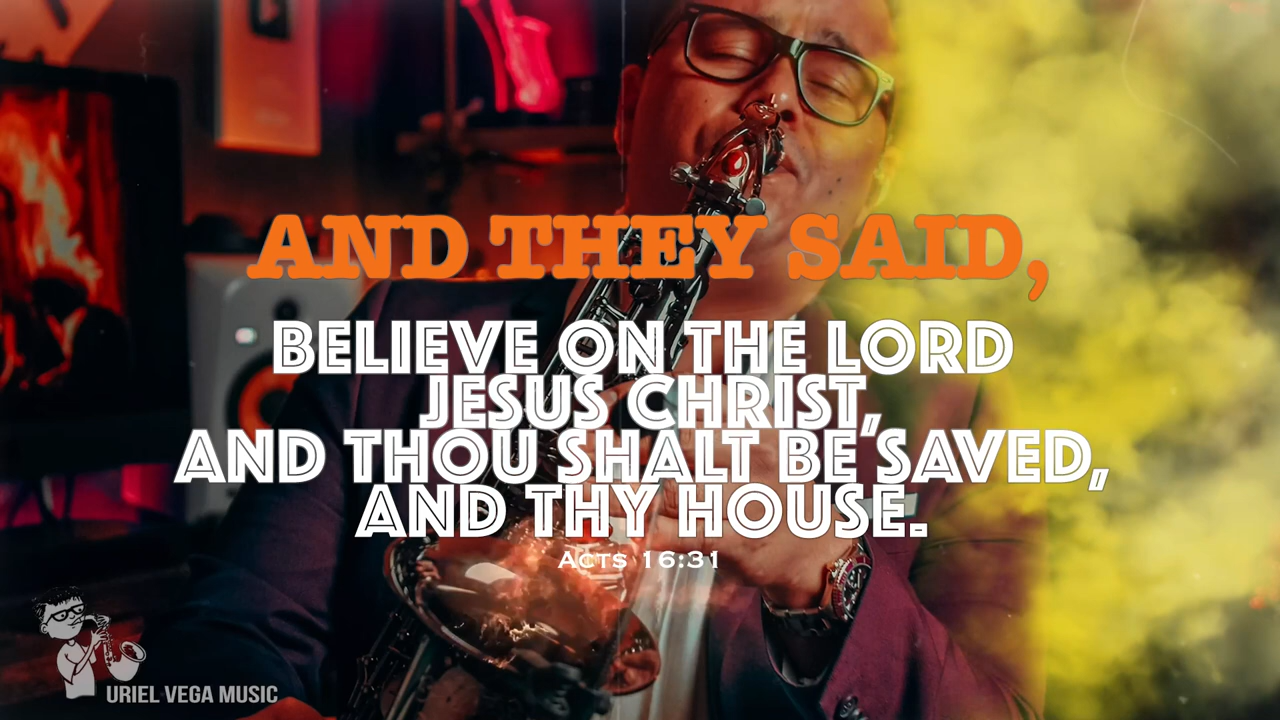 AND THEY SAID,
BELIEVE ON THE LORD
JESUS CHRIST,
AND THOU SHALT BE SAVED,
AND THY HOUSE.
ACTS 16:31
URIEL VEGA MUSIC